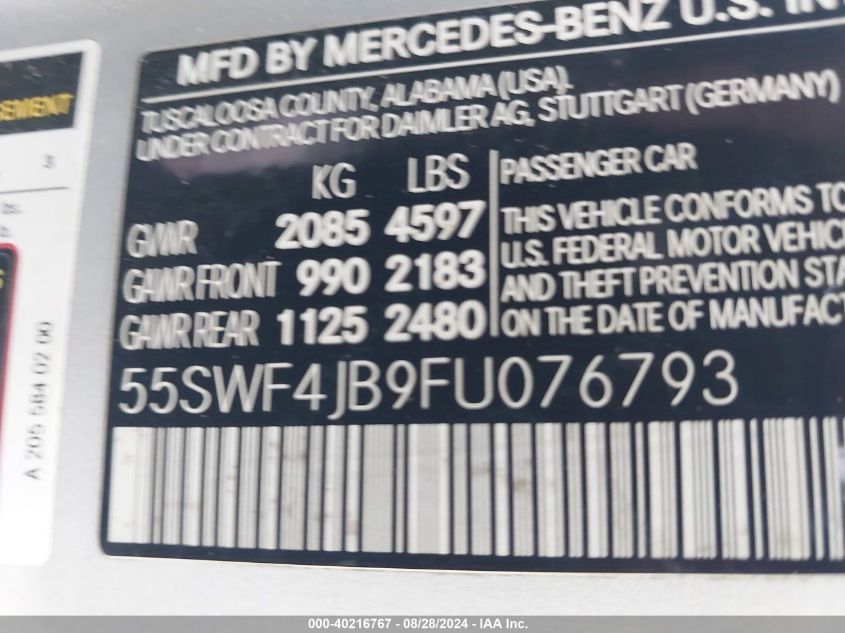 MFD BY MERCEDES-BENZ U.S. IN
TUSCALOOSA COUNTY, ALABAMA (USA).
UNDER CONTRACT FOR DAIMLER AG, STUTTGART (GERMANY)
KG LBS
GVWR 2085 4597
GAWR FRONT 990 2183
GAWR REAR 1125 2480
PASSENGER CAR
THIS VEHICLE CONFORMS TO
U.S. FEDERAL MOTOR VEHIC
AND THEFT PREVENTION STA
ON THE DATE OF MANUFACT
55SWF4JB9FU076793
A 205 584 02 00
000-40216767 - 08/28/2024 - IAA Inc.